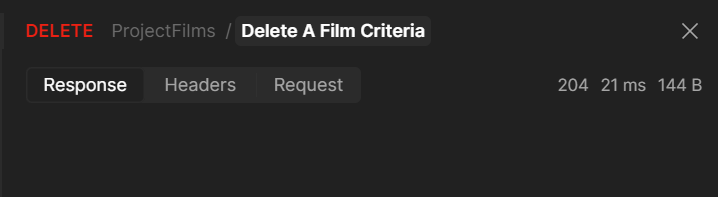 DELETE ProjectFilms / Delete A Film Criteria
Response Headers Request 204 21 ms 144 B